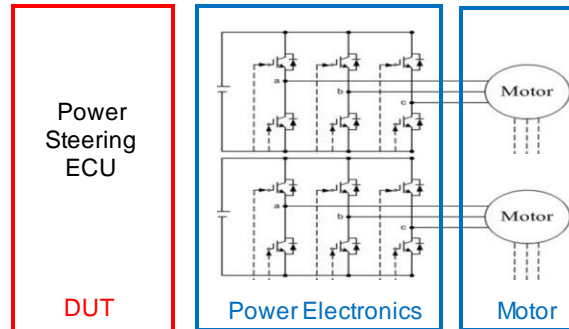 Power
Steering
ECU
DUT
a
b
c
a
b
c
Power Electronics
Motor
Motor
Motor